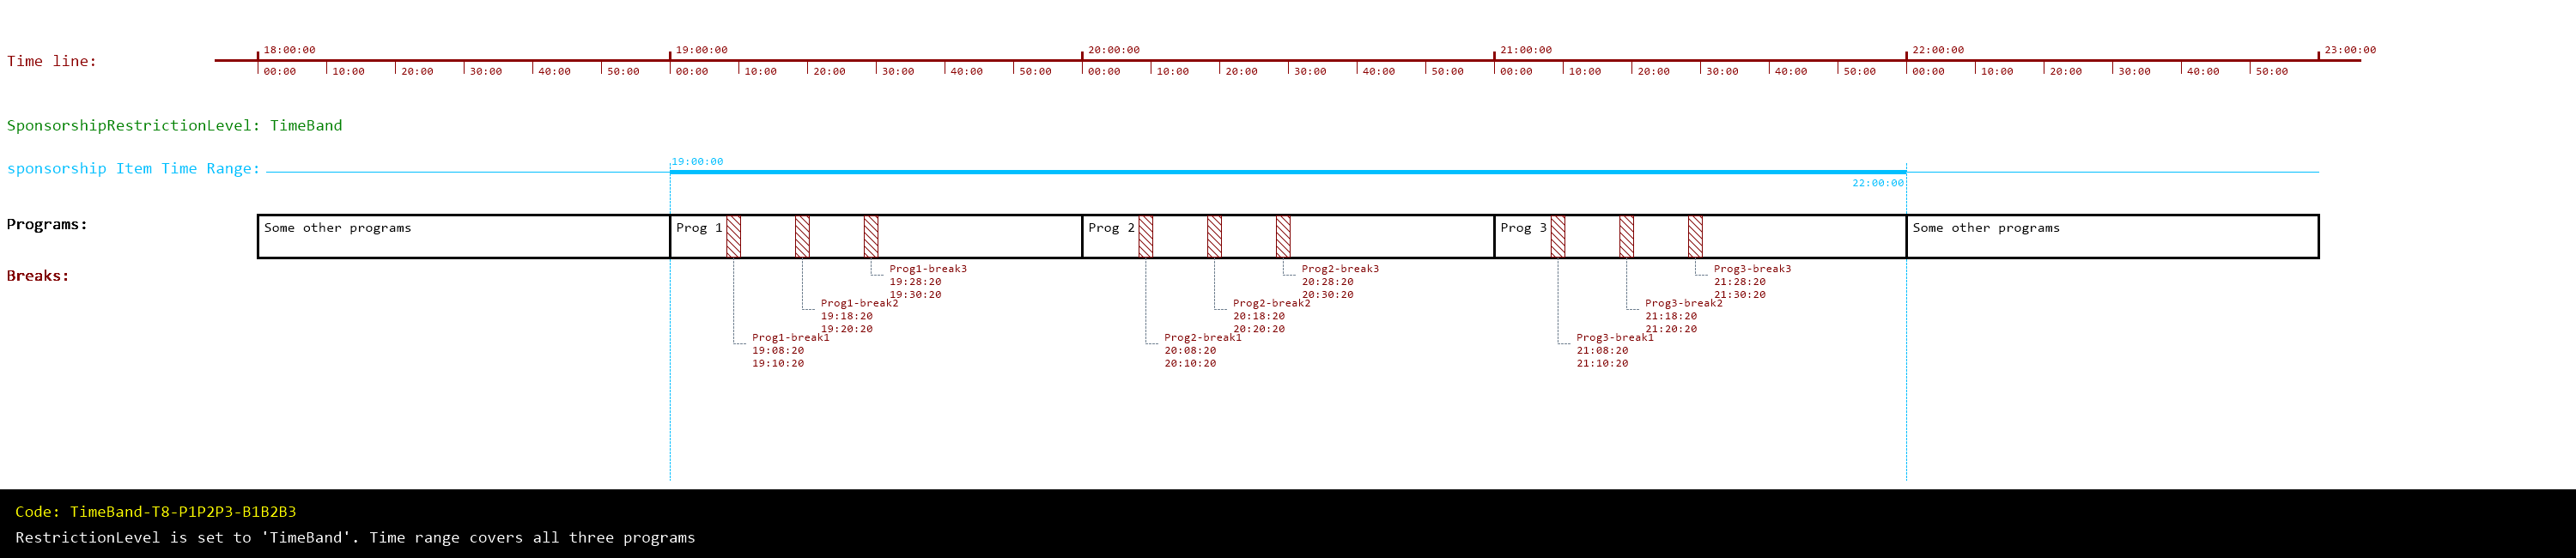 Time line:
18:00:00 19:00:00 20:00:00 21:00:00 22:00:00 23:00:00
00:00 10:00 20:00 30:00 40:00 50:00 00:00 10:00 20:00 30:00 40:00 50:00 00:00 10:00 20:00 30:00 40:00 50:00 00:00 10:00 20:00 30:00 40:00 50:00 00:00 10:00 20:00 30:00 40:00 50:00
SponsorshipRestrictionLevel: TimeBand
sponsorship Item Time Range:
19:00:00
22:00:00
Programs:
Some other programs
Prog 1
Prog 2
Prog 3
Some other programs
Breaks:
Prog1-break3
19:28:20
19:30:20
Prog1-break2
19:18:20
19:20:20
Prog1-break1
19:08:20
19:10:20
Prog2-break3
20:28:20
20:30:20
Prog2-break2
20:18:20
20:20:20
Prog2-break1
20:08:20
20:10:20
Prog3-break3
21:28:20
21:30:20
Prog3-break2
21:18:20
21:20:20
Prog3-break1
21:08:20
21:10:20
Code: TimeBand-T8-P1P2P3-B1B2B3
RestrictionLevel is set to 'TimeBand'. Time range covers all three programs